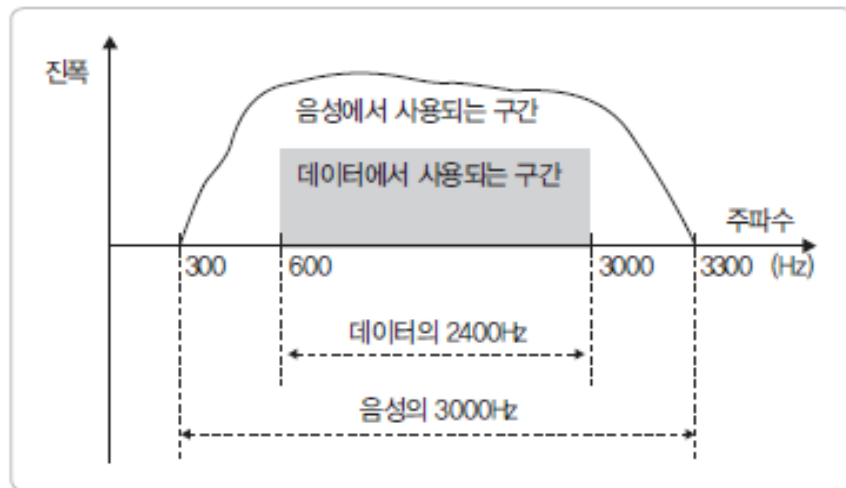 진폭
음성에서 사용되는 구간
데이터에서 사용되는 구간
주파수
300 600 3000 3300 (Hz)
데이터의 2400Hz
음성의 3000Hz